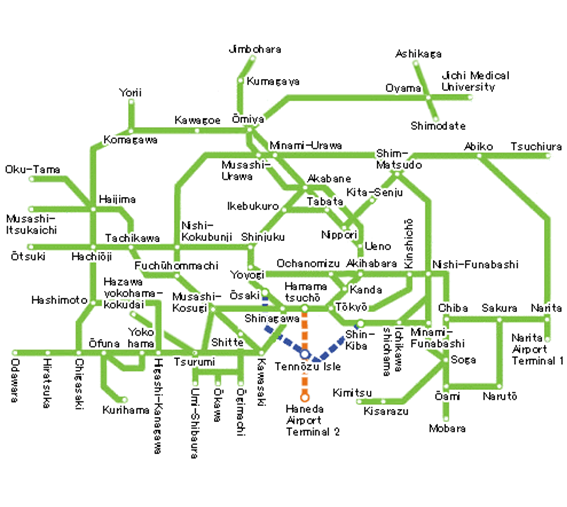 Jimbohara
Ashikaga
Kumagaya
Oyama
Jichi Medical
University
Yorii
Kawagoe
Ōmiya
Shimodate
Komagawa
Minami-Urawa
Shim-
Matsudo
Abiko
Tsuchiura
Oku-Tama
Musashi-
Urawa
Akabane
Kita-Senju
Haijima
Ikebukuro
Tabata
Musashi-
Itsukaichi
Tachikawa
Nishi-
Kokubunji
Shinjuku
Nippori
Ueno
Kinshichō
Ōtsuki
Hachiōji
Fuchūhommachi
Yoyogi
Ochanomizu
Akihabara
Nishi-Funabashi
Hazawa
yokohama-
kokudai
Ōsaki
Hamama
tsuchō
Kanda
Hashimoto
Musashi-
Kosugi
Shinagawa
Tōkyō
Chiba
Sakura
Narita
Yoko
hama
Shitte
Shin-
Kiba
Ichikawa
shiohama
Minami-
Funabashi
Narita
Airport
Terminal 1
Ōfuna
Tsurumi
Kawasaki
Tennōzu Isle
Soga
Odawara
Hiratsuka
Chigasaki
Higashi-Kanagawa
Umi-Shibaura
Ōkawa
Ōgimachi
Kurihama
Haneda
Airport
Terminal 2
Kimitsu
Kisarazu
Ōami
Narutō
Mobara